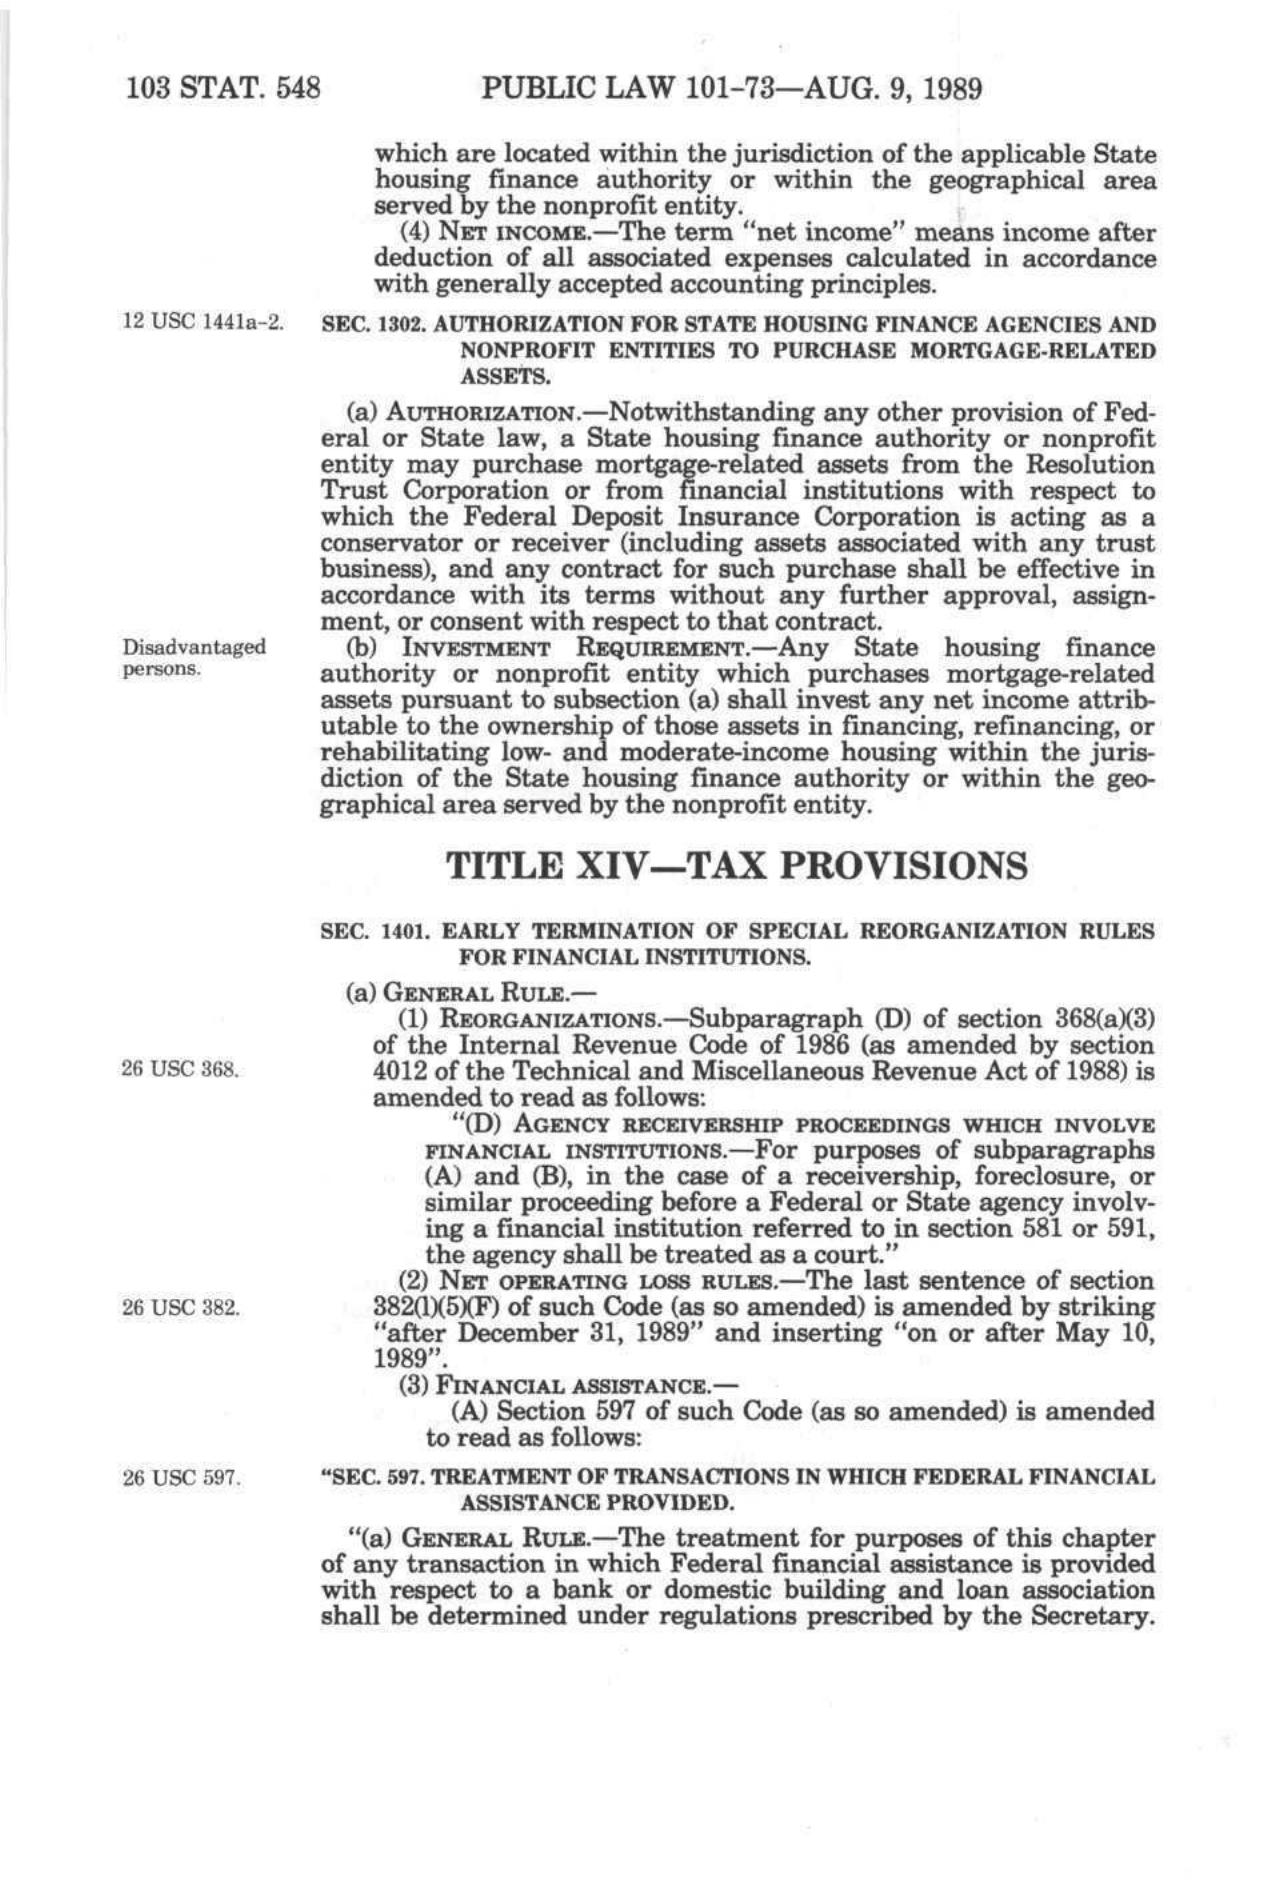 103 STAT. 548 PUBLIC LAW 101-73—AUG. 9, 1989
which are located within the jurisdiction of the applicable State
housing finance authority or within the geographical area
served by the nonprofit entity.
(4) NET INCOME.—The term “net income” means income after
deduction of all associated expenses calculated in accordance
with generally accepted accounting principles.
12 USC 1441a-2.
SEC. 1302. AUTHORIZATION FOR STATE HOUSING FINANCE AGENCIES AND
NONPROFIT ENTITIES TO PURCHASE MORTGAGE-RELATED
ASSETS.
(a) AUTHORIZATION.—Notwithstanding any other provision of Fed-
eral or State law, a State housing finance authority or nonprofit
entity may purchase mortgage-related assets from the Resolution
Trust Corporation or from financial institutions with respect to
which the Federal Deposit Insurance Corporation is acting as a
conservator or receiver (including assets associated with any trust
business), and any contract for such purchase shall be effective in
accordance with its terms without any further approval, assign-
ment, or consent with respect to that contract.
Disadvantaged
persons.
(b) INVESTMENT REQUIREMENT.—Any State housing finance
authority or nonprofit entity which purchases mortgage-related
assets pursuant to subsection (a) shall invest any net income attrib-
utable to the ownership of those assets in financing, refinancing, or
rehabilitating low- and moderate-income housing within the juris-
diction of the State housing finance authority or within the geo-
graphical area served by the nonprofit entity.
TITLE XIV—TAX PROVISIONS
SEC. 1401. EARLY TERMINATION OF SPECIAL REORGANIZATION RULES
FOR FINANCIAL INSTITUTIONS.
(a) GENERAL RULE.—
(1) REORGANIZATIONS.—Subparagraph (D) of section 368(a)(3)
of the Internal Revenue Code of 1986 (as amended by section
26 USC 368.
4012 of the Technical and Miscellaneous Revenue Act of 1988) is
amended to read as follows:
“(D) AGENCY RECEIVERSHIP PROCEEDINGS WHICH INVOLVE
FINANCIAL INSTITUTIONS.—For purposes of subparagraphs
(A) and (B), in the case of a receivership, foreclosure, or
similar proceeding before a Federal or State agency involv-
ing a financial institution referred to in section 581 or 591,
the agency shall be treated as a court.”
(2) NET OPERATING LOSS RULES.—The last sentence of section
26 USC 382.
382(l)(5)(F) of such Code (as so amended) is amended by striking
“after December 31, 1989” and inserting “on or after May 10,
1989”.
(3) FINANCIAL ASSISTANCE.—
(A) Section 597 of such Code (as so amended) is amended
to read as follows:
26 USC 597.
“SEC. 597. TREATMENT OF TRANSACTIONS IN WHICH FEDERAL FINANCIAL
ASSISTANCE PROVIDED.
“(a) GENERAL RULE.—The treatment for purposes of this chapter
of any transaction in which Federal financial assistance is provided
with respect to a bank or domestic building and loan association
shall be determined under regulations prescribed by the Secretary.